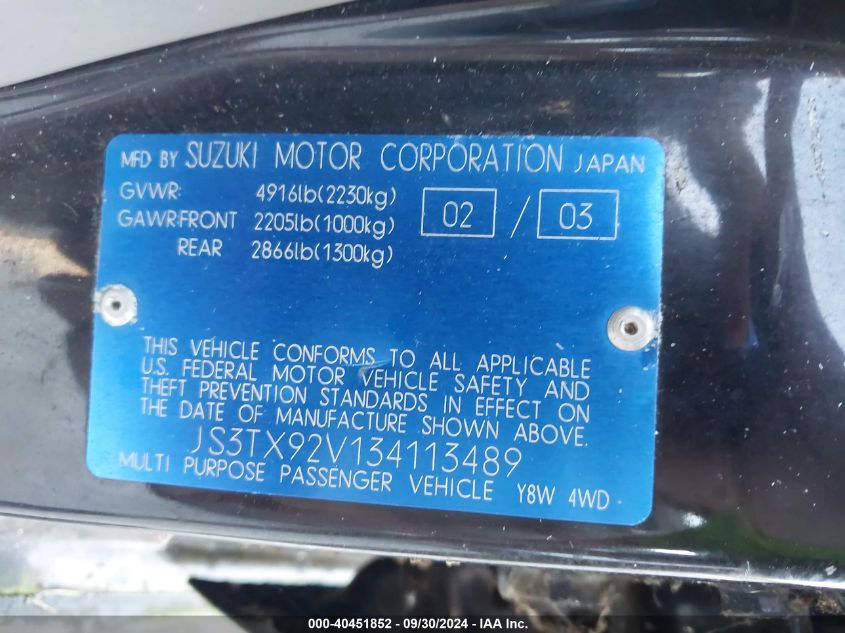 MFD BY SUZUKI MOTOR CORPORATION JAPAN
GVWR: 4916lb(2230kg) 02 / 03
GAWR:FRONT 2205lb(1000kg)
REAR 2866lb(1300kg)
THIS VEHICLE CONFORMS TO ALL APPLICABLE
U.S. FEDERAL MOTOR VEHICLE SAFETY AND
THEFT PREVENTION STANDARDS IN EFFECT ON
THE DATE OF MANUFACTURE SHOWN ABOVE.
JS3TX92V134113489
MULTI PURPOSE PASSENGER VEHICLE Y8W 4WD
000-40451852 / 09/30/2024 - IAA Inc.